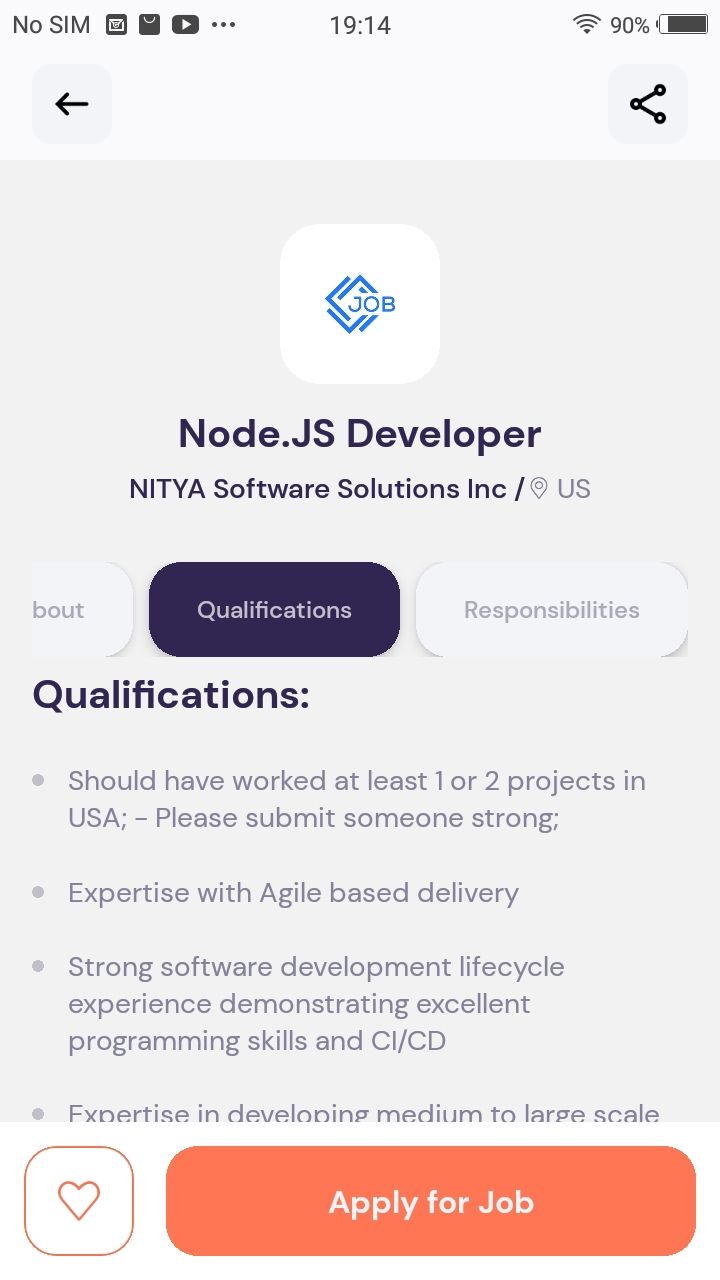 No SIM 19:14 90%
JOB
Node.JS Developer
NITYA Software Solutions Inc / US
bout Qualifications Responsibilities
Qualifications:
Should have worked at least 1 or 2 projects in
USA; - Please submit someone strong;
Expertise with Agile based delivery
Strong software development lifecycle
experience demonstrating excellent
programming skills and CI/CD
Expertise in developing medium to large scale
Apply for Job